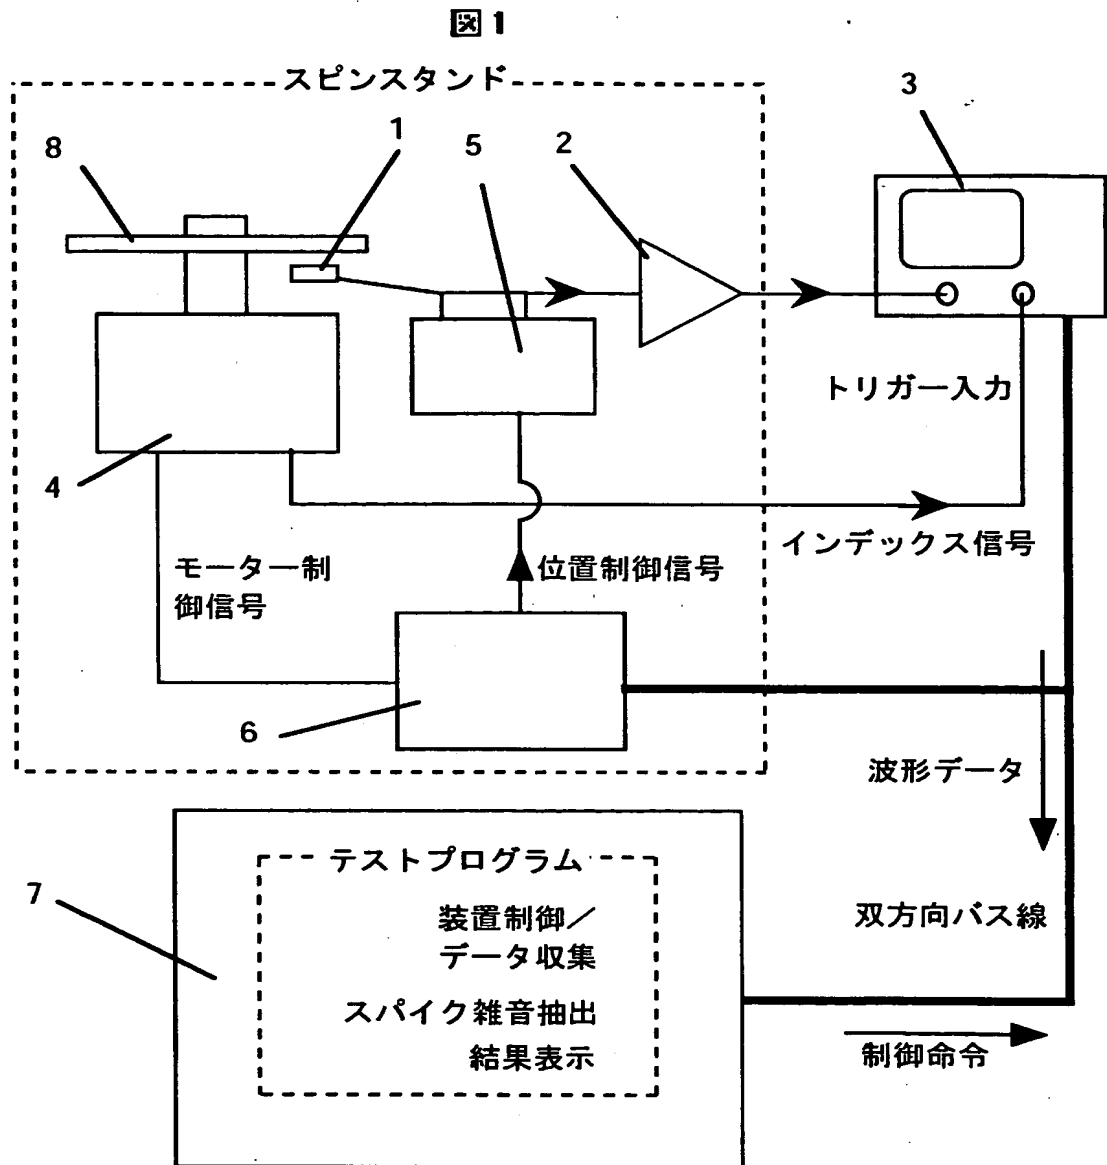 図1
スピンスタンド
3
1
5
2
8
トリガー入力
4
インデックス信号
モーター制
御信号
位置制御信号
6
波形データ
テストプログラム
7
装置制御／
データ収集
双方向バス線
スパイク雑音抽出
結果表示
制御命令